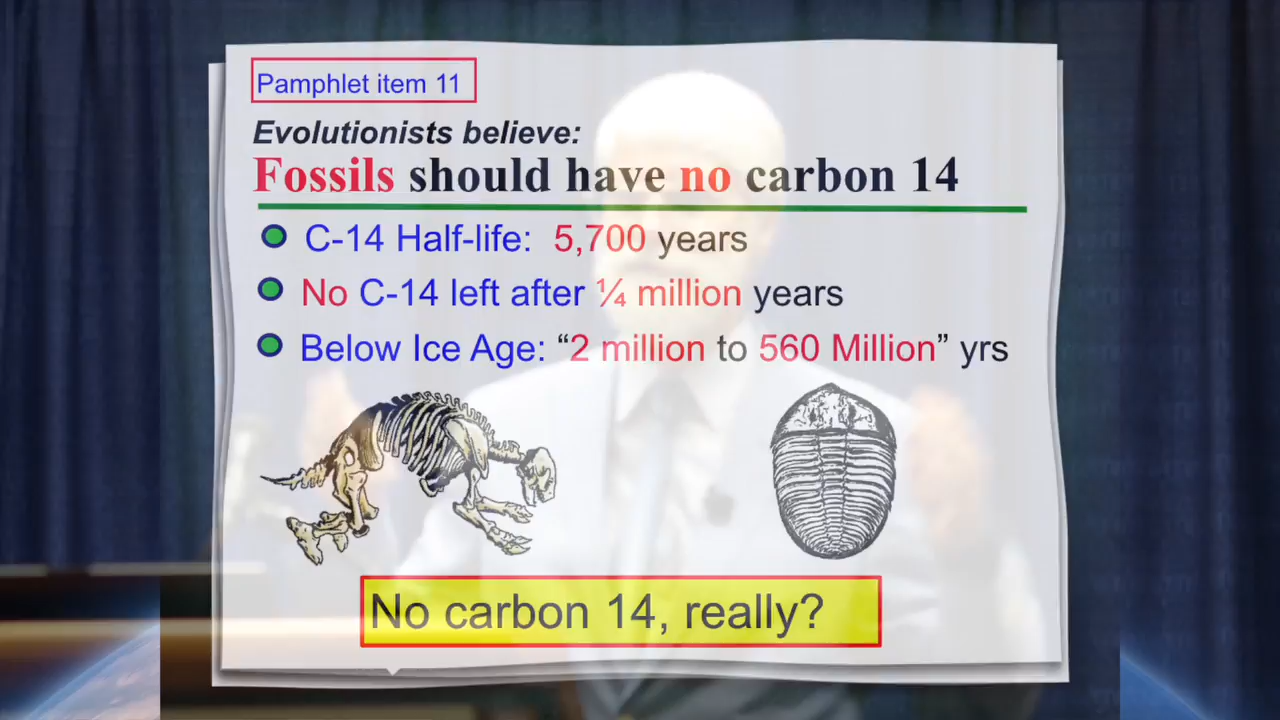 Pamphlet item 11
Evolutionists believe:
Fossils should have no carbon 14
C-14 Half-life: 5,700 years
No C-14 left after ¼ million years
Below Ice Age: “2 million to 560 Million” yrs
No carbon 14, really?